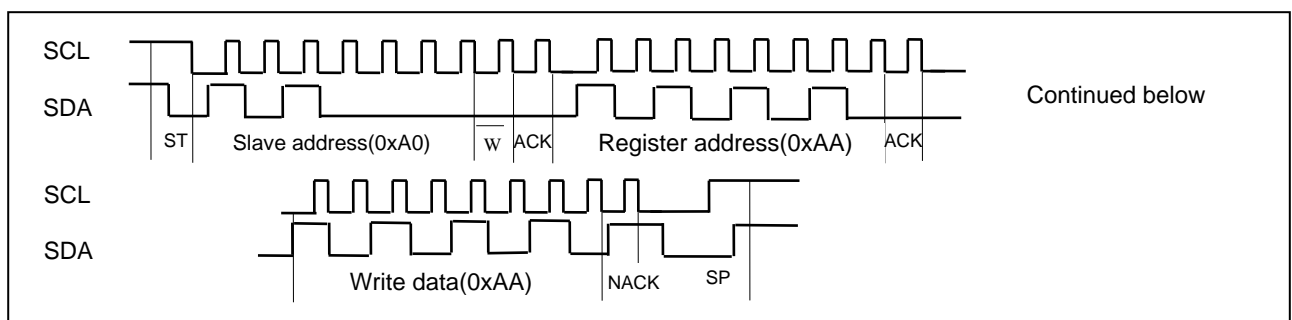 SCL
SDA
Continued below
ST Slave address(0xA0) W ACK Register address(0xAA) ACK
SCL
SDA
Write data(0xAA) NACK SP